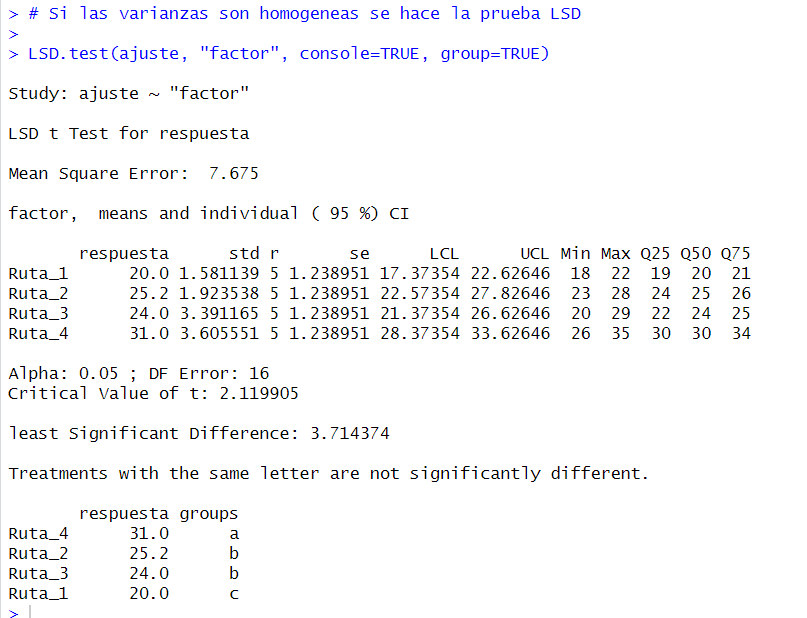 > # Si las varianzas son homogeneas se hace la prueba LSD
>
> LSD.test(ajuste, "factor", console=TRUE, group=TRUE)
Study: ajuste ~ "factor"
LSD t Test for respuesta
Mean Square Error:  7.675
factor,  means and individual ( 95 %) CI
       respuesta      std r       se      LCL      UCL Min Max Q25 Q50 Q75
Ruta_1      20.0 1.581139 5 1.238951 17.37354 22.62646  18  22  19  20  21
Ruta_2      25.2 1.923538 5 1.238951 22.57354 27.82646  23  28  24  25  26
Ruta_3      24.0 3.391165 5 1.238951 21.37354 26.62646  20  29  22  24  25
Ruta_4      31.0 3.605551 5 1.238951 28.37354 33.62646  26  35  30  30  34
Alpha: 0.05 ; DF Error: 16
Critical Value of t: 2.119905
least Significant Difference: 3.714374
Treatments with the same letter are not significantly different.
       respuesta groups
Ruta_4      31.0      a
Ruta_2      25.2      b
Ruta_3      24.0      b
Ruta_1      20.0      c
>